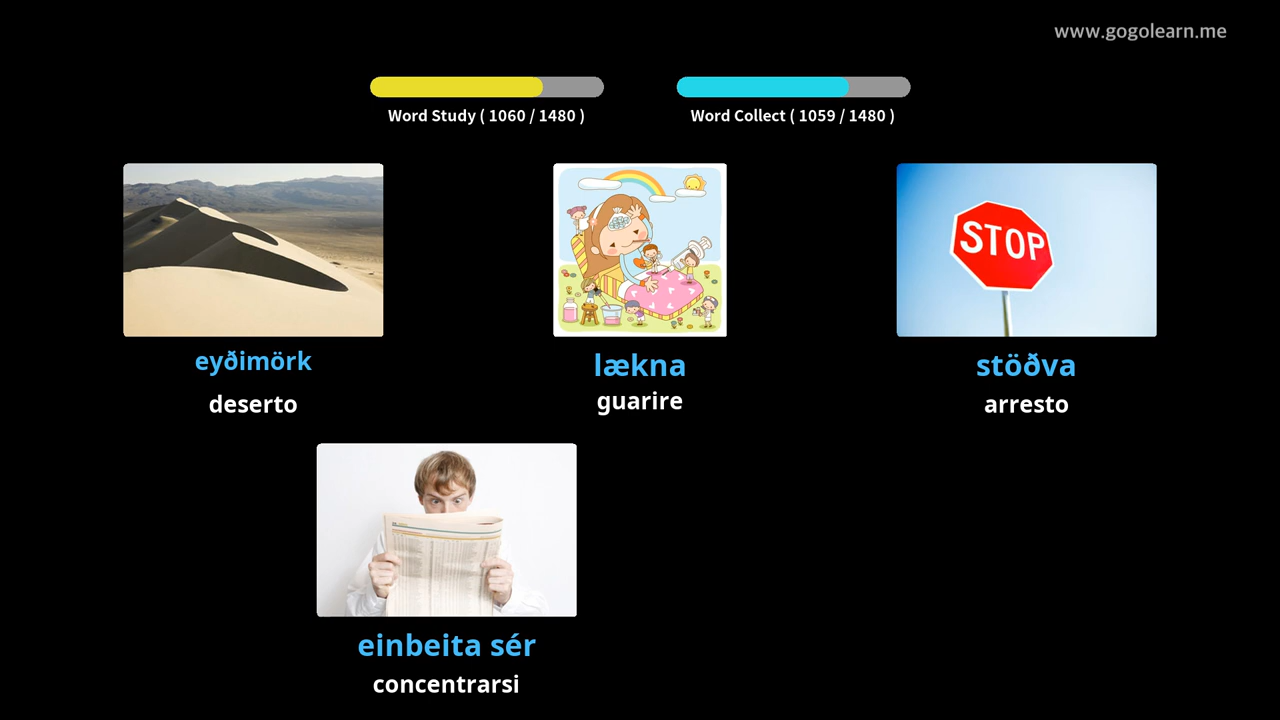 www.gogolearn.me
Word Study ( 1060 / 1480 )
Word Collect ( 1059 / 1480 )
STOP
eyðimörk
deserto
lækna
guarire
stöðva
arresto
einbeita sér
concentrarsi